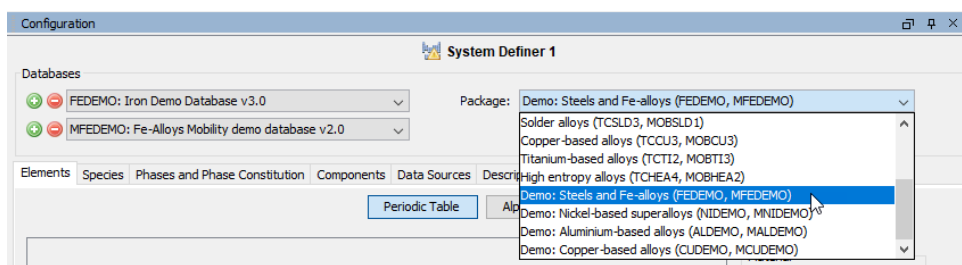 Configuration
System Definer 1
Databases
FEDEMO: Iron Demo Database v3.0
Package: Demo: Steels and Fe-alloys (FEDEMO, MFEDEMO)
MFEDEMO: Fe-Alloys Mobility demo database v2.0
Solder alloys (TCSLD3, MOBSLD1)
Copper-based alloys (TCCU3, MOBCU3)
Titanium-based alloys (TCTI2, MOBTI3)
Elements Species Phases and Phase Constitution Components Data Sources Descrip
High entropy alloys (TCHEA4, MOBHEA2)
Demo: Steels and Fe-alloys (FEDEMO, MFEDEMO)
Periodic Table Alp
Demo: Nickel-based superalloys (NIDEMO, MNIDEMO)
Demo: Aluminium-based alloys (ALDEMO, MALDEMO)
Demo: Copper-based alloys (CUDEMO, MCUDEMO)